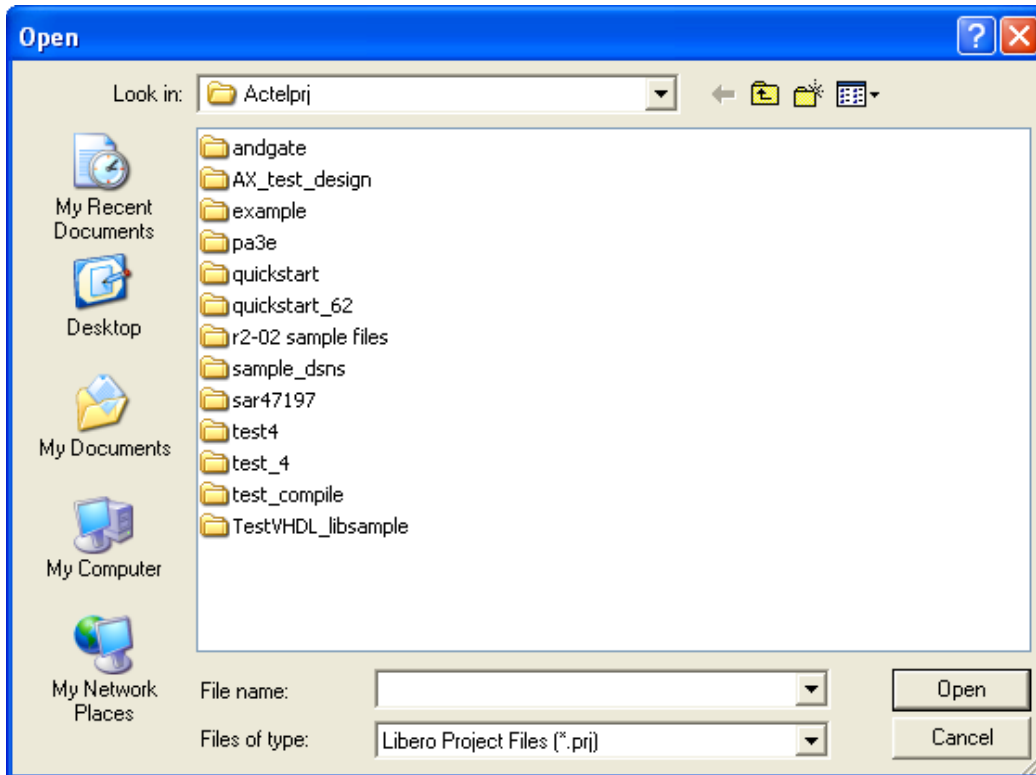 Open
Look in: Actelprj
My Recent
Documents
Desktop
My Documents
My Computer
My Network
Places
andgate
AX_test_design
example
pa3e
quickstart
quickstart_62
r2-02 sample files
sample_dsns
sar47197
test4
test_4
test_compile
TestVHDL_libsample
File name:
Open
Files of type: Libero Project Files (*.prj)
Cancel